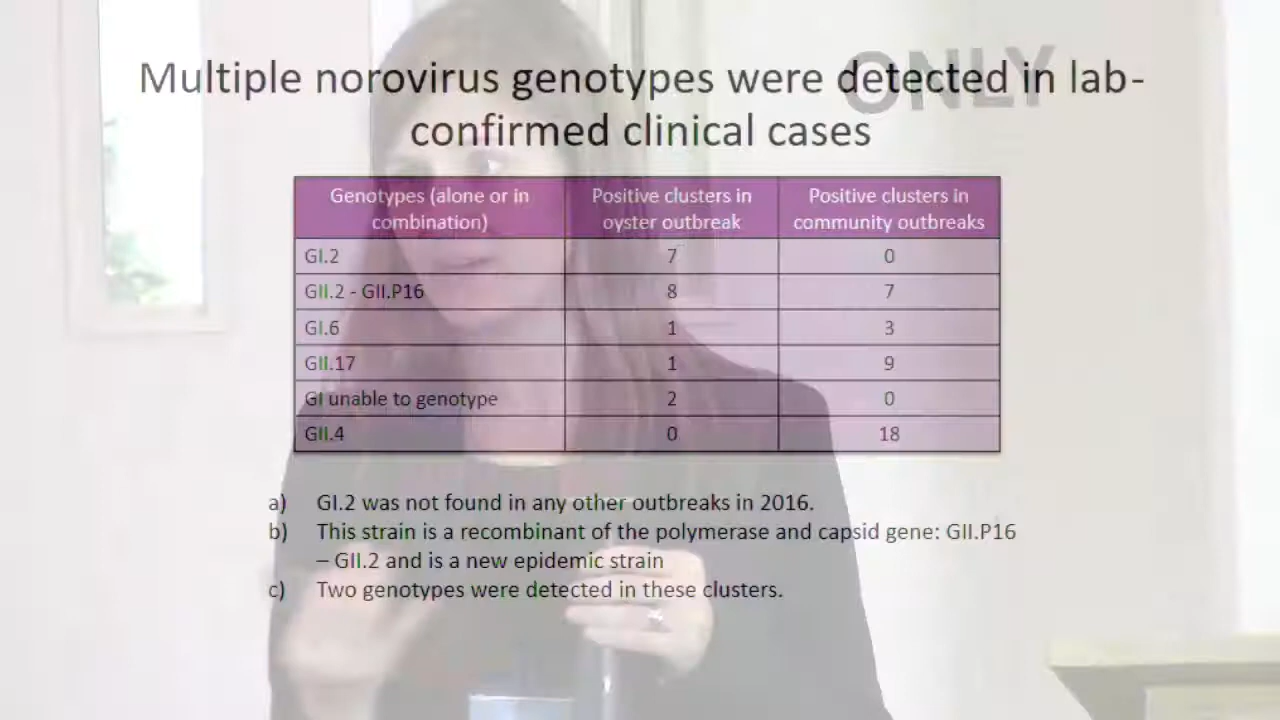 ONLY
Multiple norovirus genotypes were detected in lab-
confirmed clinical cases
Genotypes (alone or in combination) Positive clusters in oyster outbreak Positive clusters in community outbreaks
GI.2 7 0
GII.2 - GII.P16 8 7
GI.6 1 3
GII.17 1 9
GI unable to genotype 2 0
GII.4 0 18
a) GI.2 was not found in any other outbreaks in 2016.
b) This strain is a recombinant of the polymerase and capsid gene: GII.P16
– GII.2 and is a new epidemic strain
c) Two genotypes were detected in these clusters.